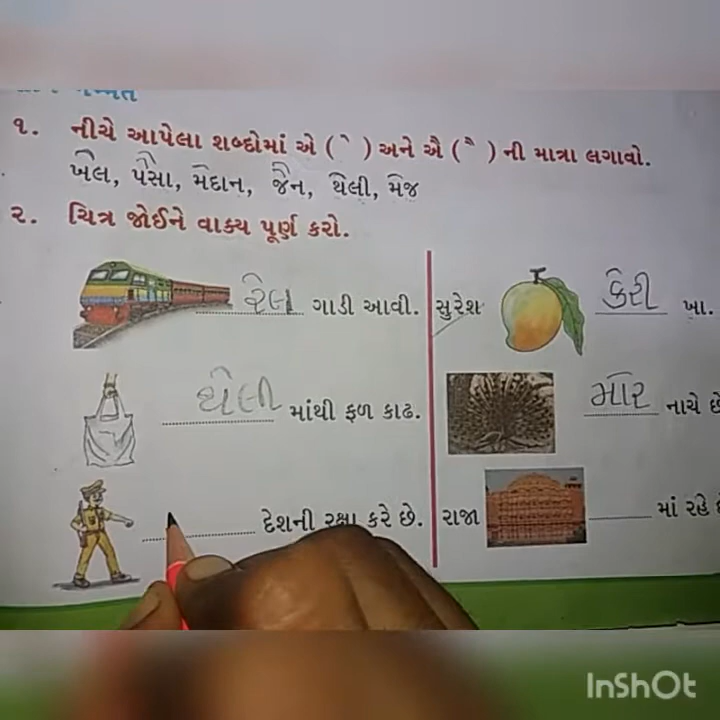 ૧. નીચે આપેલા શબ્દોમાં એ ( ે ) અને ઐ ( ૈ ) ની માત્રા લગાવો.
ખેલ, પૈસા, મેદાન, જૈન, થેલી, મેજ
૨. ચિત્ર જોઈને વાક્ય પૂર્ણ કરો.
રેલ ગાડી આવી.
સુરેશ કેરી ખા.
થેલી માંથી ફળ કાઢ.
મોર નાચે છે
દેશની રક્ષા કરે છે.
રાજા માં રહે
InShOt